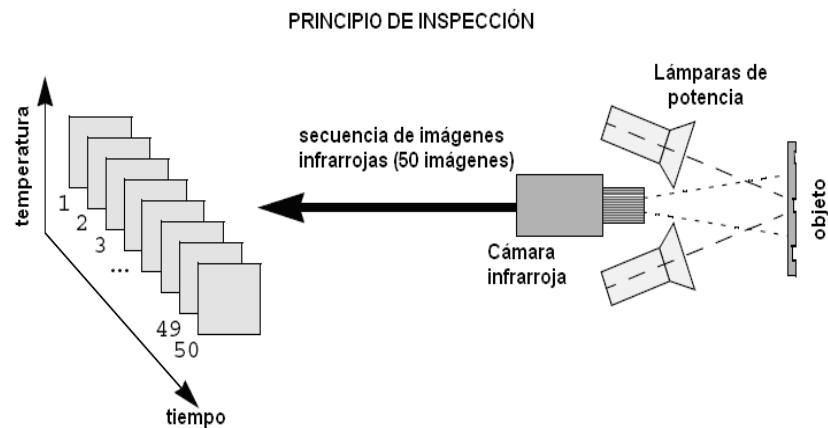 PRINCIPIO DE INSPECCIÓN
Lámparas de
potencia
secuencia de imágenes
infrarrojas (50 imágenes)
temperatura
1
2
3
...
49
50
tiempo
Cámara
infrarroja
objeto